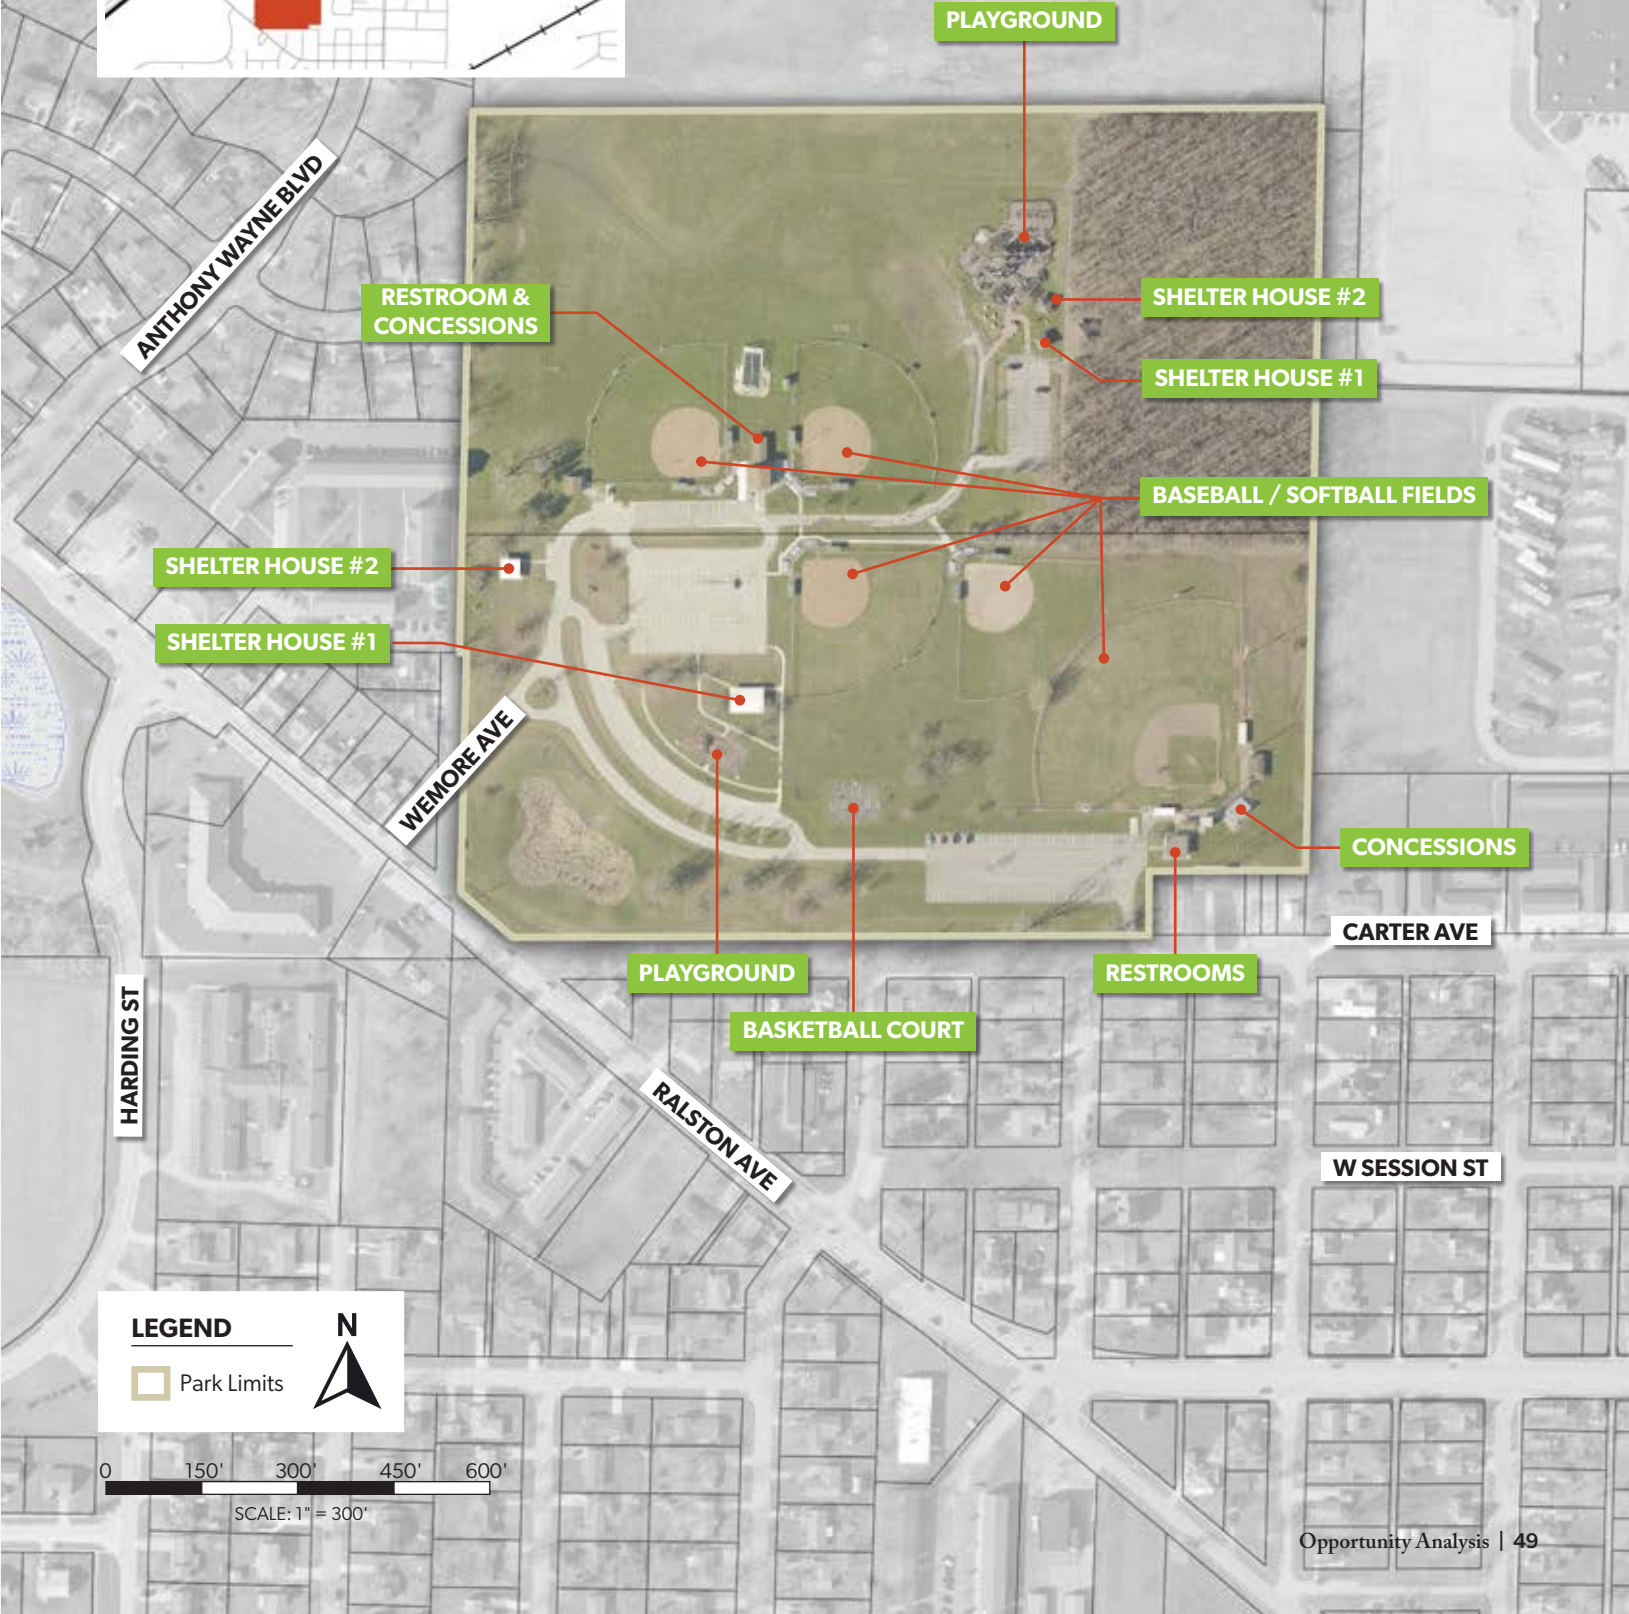 PLAYGROUND
ANTHONY WAYNE BLVD
RESTROOM &
CONCESSIONS
SHELTER HOUSE #2
SHELTER HOUSE #1
BASEBALL / SOFTBALL FIELDS
SHELTER HOUSE #2
SHELTER HOUSE #1
WEMORE AVE
CONCESSIONS
CARTER AVE
PLAYGROUND
RESTROOMS
BASKETBALL COURT
HARDING ST
RALSTON AVE
W SESSION ST
LEGEND
N
Park Limits
0 150' 300' 450' 600'
SCALE: 1" = 300'
Opportunity Analysis | 49